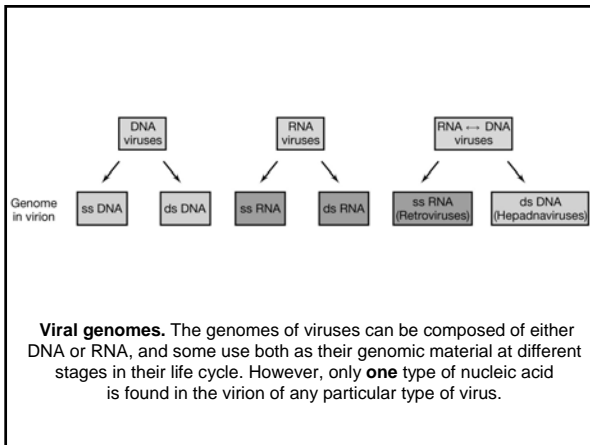 DNA
viruses
RNA
viruses
RNA ↔ DNA
viruses
Genome
in virion
ss DNA
ds DNA
ss RNA
ds RNA
ss RNA
(Retroviruses)
ds DNA
(Hepadnaviruses)
Viral genomes. The genomes of viruses can be composed of either
DNA or RNA, and some use both as their genomic material at different
stages in their life cycle. However, only one type of nucleic acid
is found in the virion of any particular type of virus.